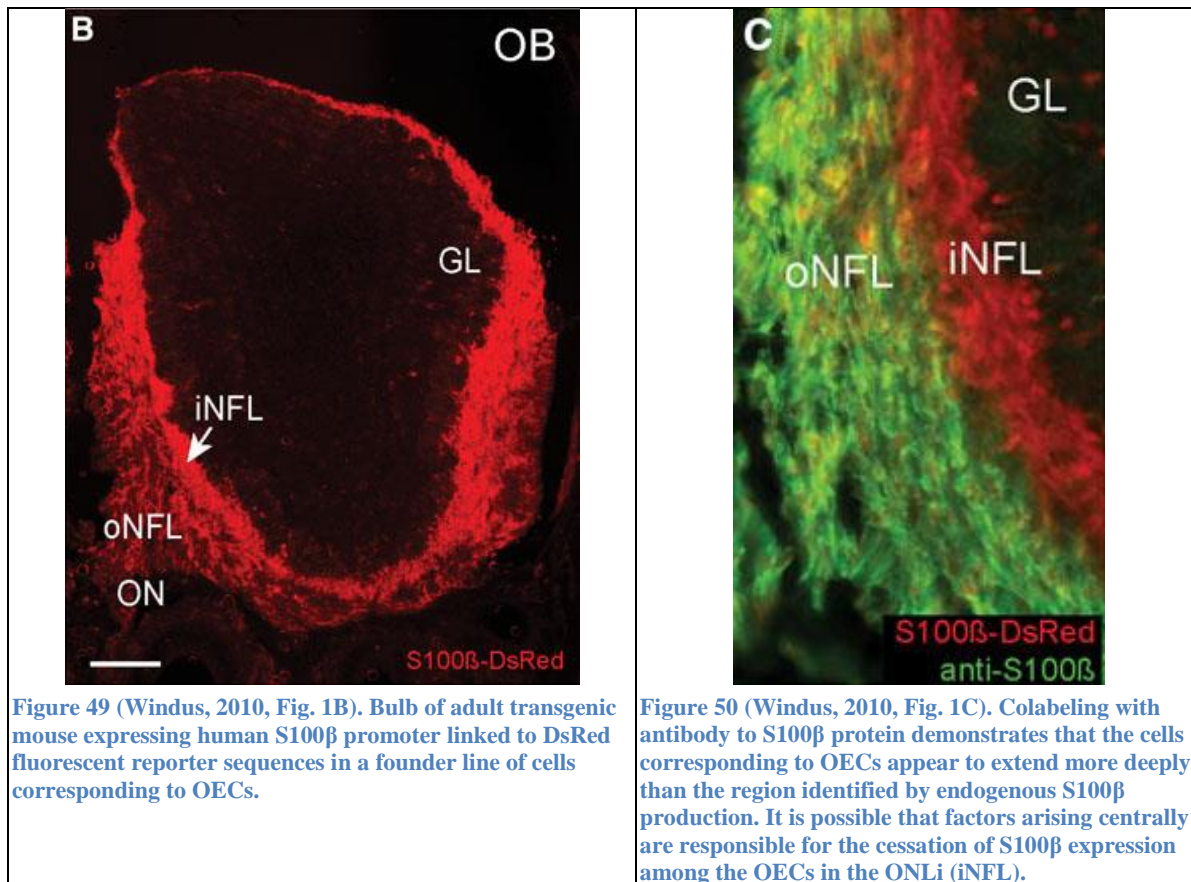 B
OB
GL
iNFL
oNFL
ON
S100ß-DsRed
Figure 49 (Windus, 2010, Fig. 1B). Bulb of adult transgenic
mouse expressing human S100β promoter linked to DsRed
fluorescent reporter sequences in a founder line of cells
corresponding to OECs.
C
GL
iNFL
oNFL
S100ß-DsRed
anti-S100ß
Figure 50 (Windus, 2010, Fig. 1C). Colabeling with
antibody to S100β protein demonstrates that the cells
corresponding to OECs appear to extend more deeply
than the region identified by endogenous S100β
production. It is possible that factors arising centrally
are responsible for the cessation of S100β expression
among the OECs in the ONLi (iNFL).